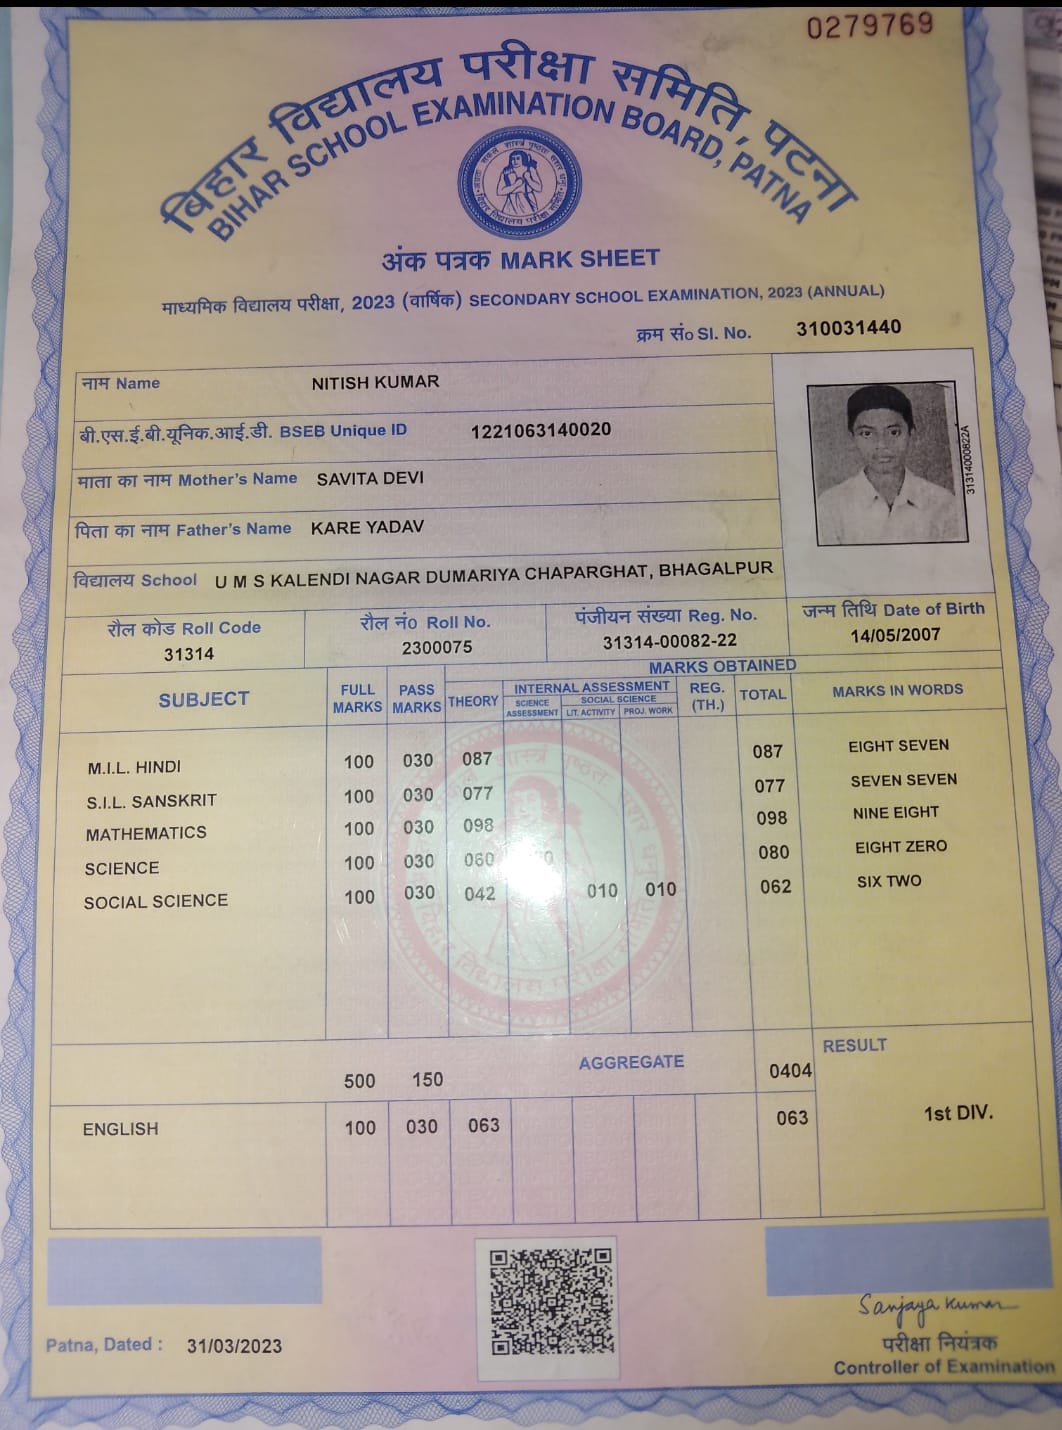 0279769
बिहार विद्यालय परीक्षा समिति, पटना
BIHAR SCHOOL EXAMINATION BOARD, PATNA
अंक पत्रक MARK SHEET
माध्यमिक विद्यालय परीक्षा, 2023 (वार्षिक) SECONDARY SCHOOL EXAMINATION, 2023 (ANNUAL)
क्रम सं० Sl. No. 310031440
नाम Name NITISH KUMAR
बी.एस.ई.बी.यूनिक.आई.डी. BSEB Unique ID 1221063140020
माता का नाम Mother's Name SAVITA DEVI
पिता का नाम Father's Name KARE YADAV
विद्यालय School U M S KALENDI NAGAR DUMARIYA CHAPARGHAT, BHAGALPUR
31314000822A
रौल कोड Roll Code रौल नं० Roll No. पंजीयन संख्या Reg. No. जन्म तिथि Date of Birth
31314 2300075 31314-00082-22 14/05/2007
MARKS OBTAINED
SUBJECT FULL MARKS PASS MARKS THEORY INTERNAL ASSESSMENT REG. (TH.) TOTAL MARKS IN WORDS
SCIENCE ASSESSMENT SOCIAL SCIENCE
LIT. ACTIVITY PROJ. WORK
M.I.L. HINDI 100 030 087 087 EIGHT SEVEN
S.I.L. SANSKRIT 100 030 077 077 SEVEN SEVEN
MATHEMATICS 100 030 098 098 NINE EIGHT
SCIENCE 100 030 060 080 EIGHT ZERO
SOCIAL SCIENCE 100 030 042 010 010 062 SIX TWO
500 150 AGGREGATE 0404 RESULT
1st DIV.
ENGLISH 100 030 063 063
Patna, Dated : 31/03/2023
Sanjaya Kumar
परीक्षा नियंत्रक
Controller of Examination